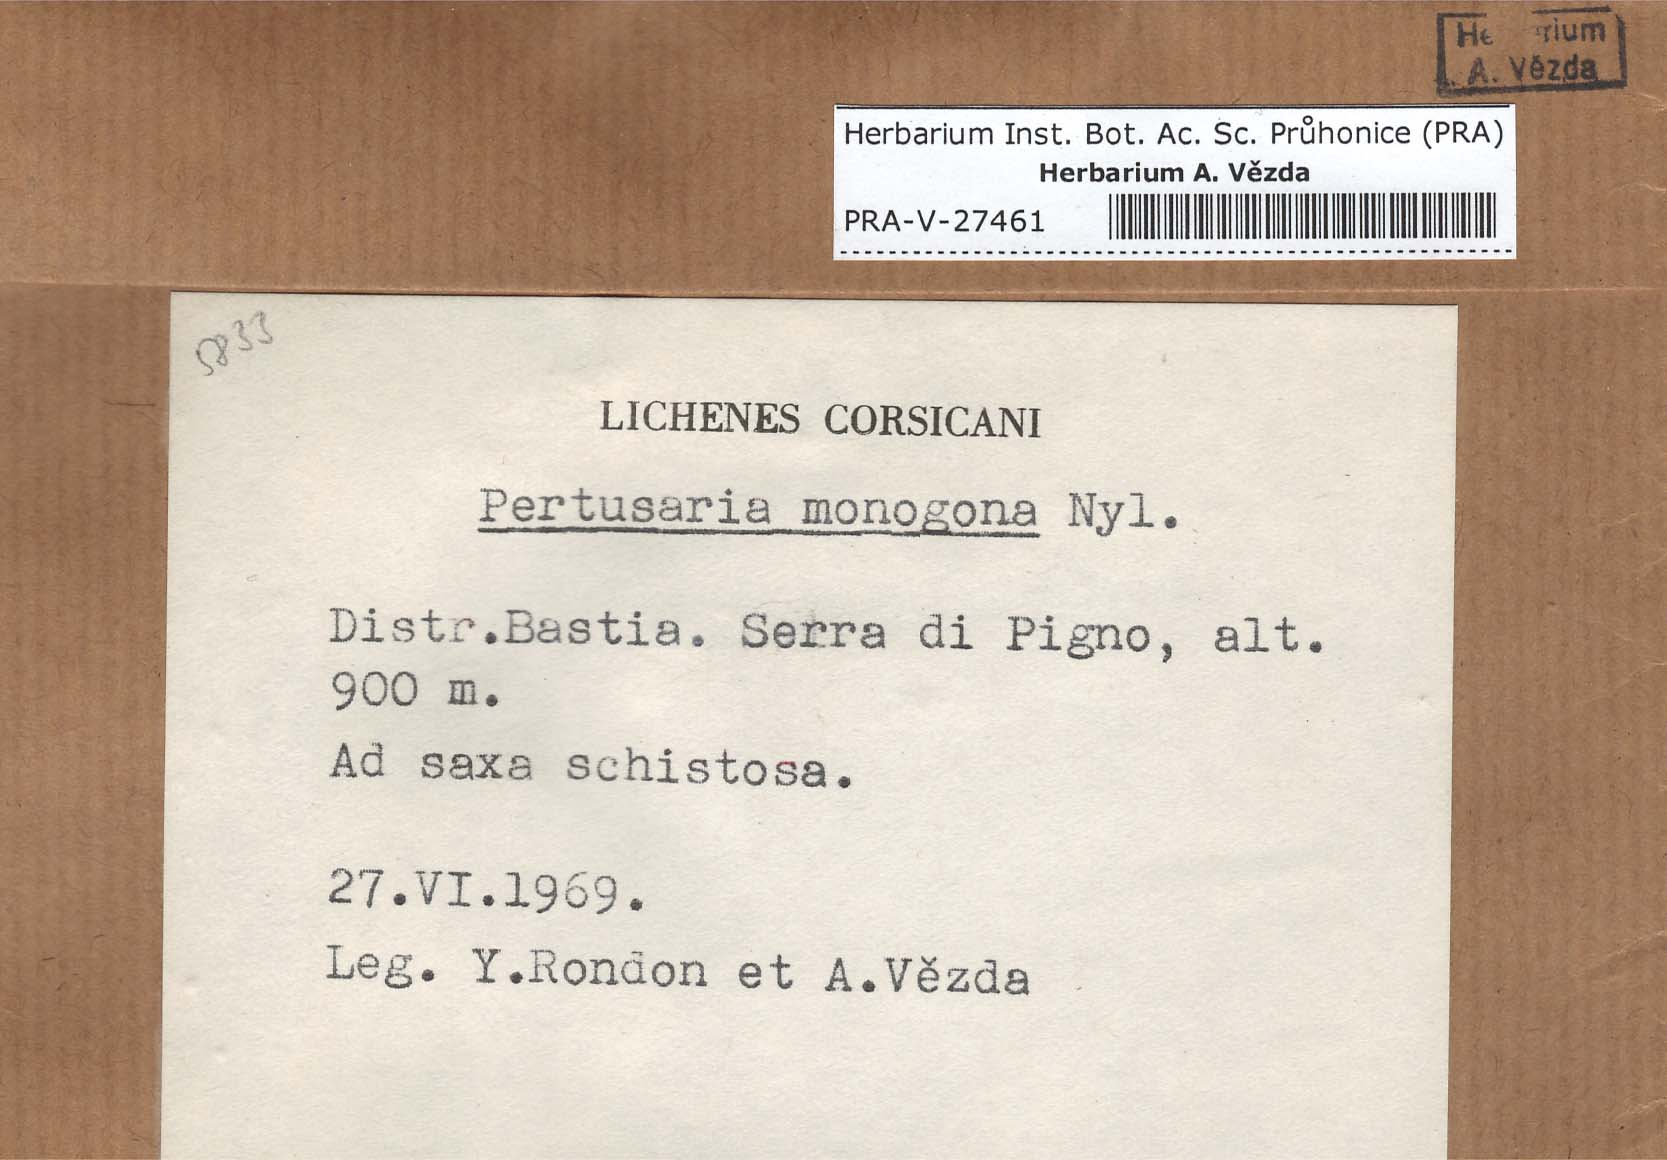 A. Vězda
Herbarium Inst. Bot. Ac. Sc. Průhonice (PRA)
Herbarium A. Vězda
PRA-V-27461
5833
LICHENES CORSICANI
Pertusaria monogona Nyl.
Distr.Bastia. Serra di Pigno, alt.
900 m.
Ad saxa schistosa.
27.VI.1969.
Leg. Y.Rondon et A.Vězda